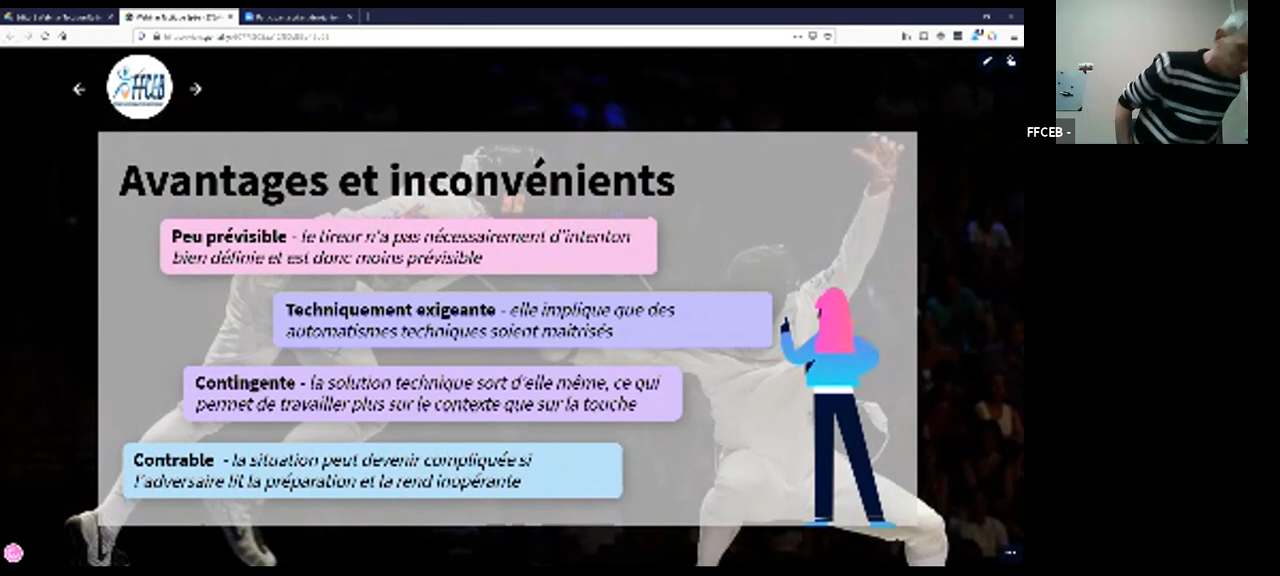 FFCEB
Avantages et inconvénients
Peu prévisible - le tireur n'a pas nécessairement d'intenton
bien définie et est donc moins prévisible
Techniquement exigeante - elle implique que des
automatismes techniques soient maitrisés
Contingente - la solution technique sort d'elle même, ce qui
permet de travailler plus sur le contexte que sur la touche
Contrable - la situation peut devenir compliquée si
l'adversaire lit la préparation et la rend inopérante
FFCEB -